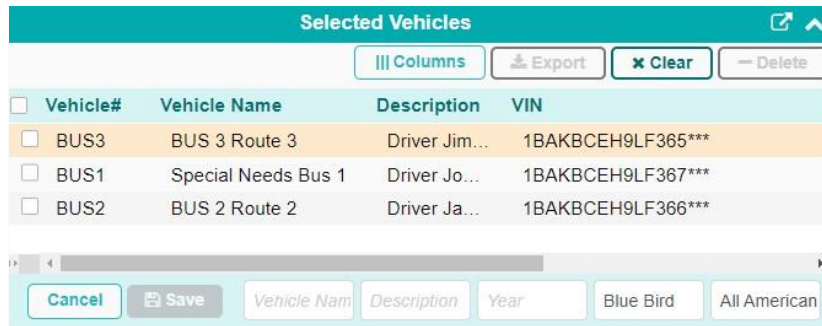 Selected Vehicles
Columns Export Clear Delete
Vehicle# Vehicle Name Description VIN
BUS3 BUS 3 Route 3 Driver Jim... 1BAKBCEH9LF365***
BUS1 Special Needs Bus 1 Driver Jo... 1BAKBCEH9LF367***
BUS2 BUS 2 Route 2 Driver Ja... 1BAKBCEH9LF366***
Cancel Save Vehicle Nam Description Year Blue Bird All American